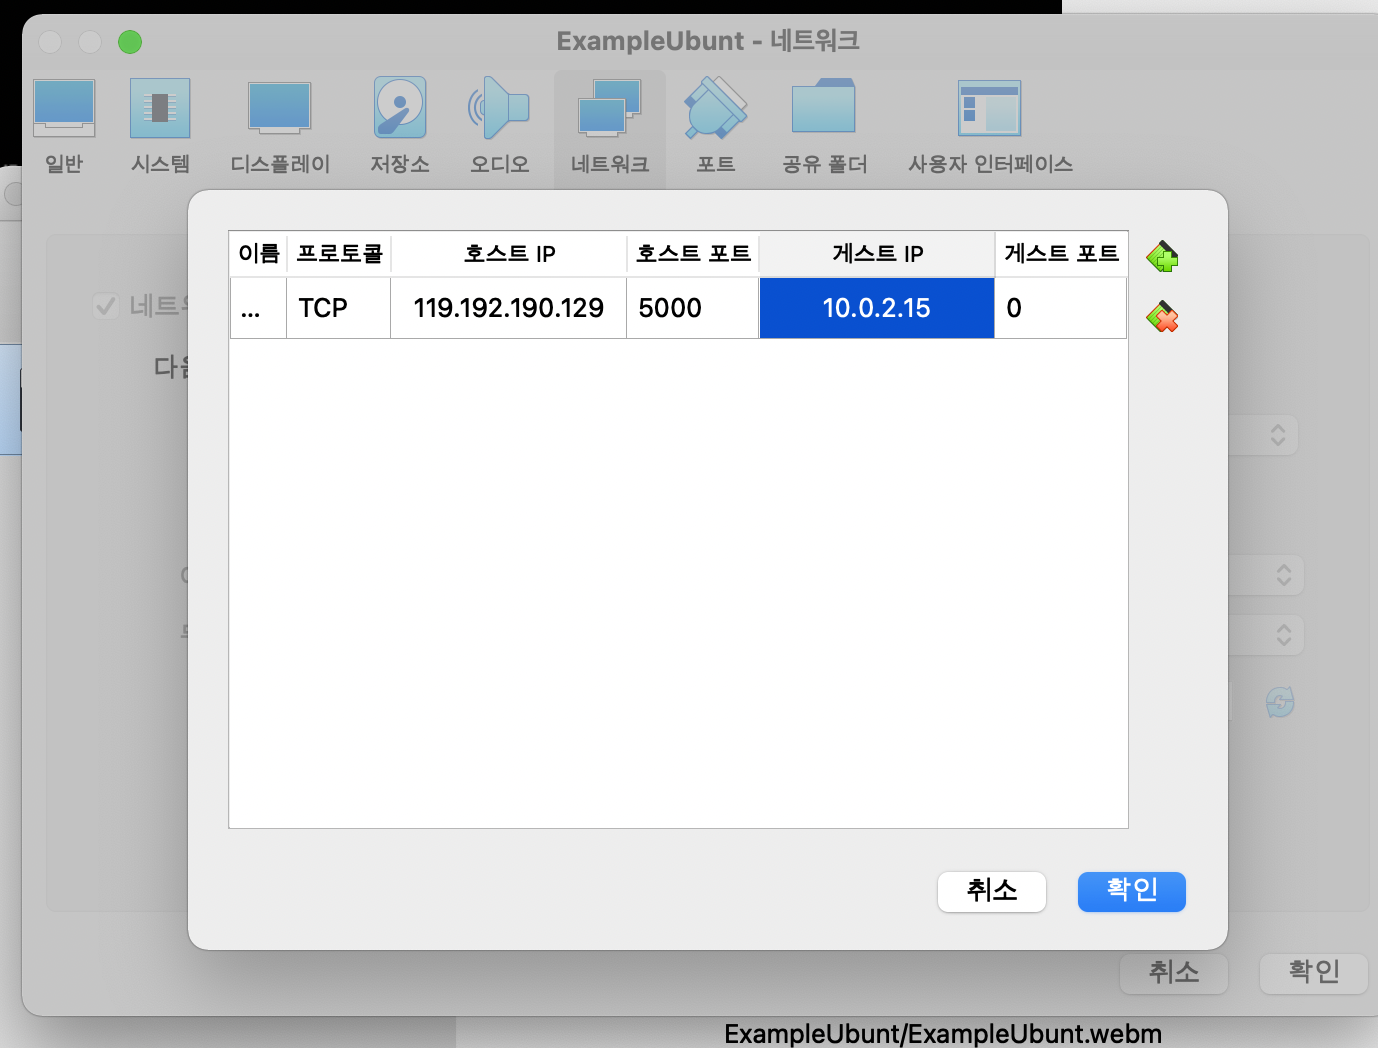 ExampleUbunt - 네트워크
일반 시스템 디스플레이 저장소 오디오 네트워크 포트 공유 폴더 사용자 인터페이스
이름 프로토콜 호스트 IP 호스트 포트 게스트 IP 게스트 포트
... TCP 119.192.190.129 5000 10.0.2.15 0
다음
취소 확인
취소 확인
ExampleUbunt/ExampleUbunt.webm